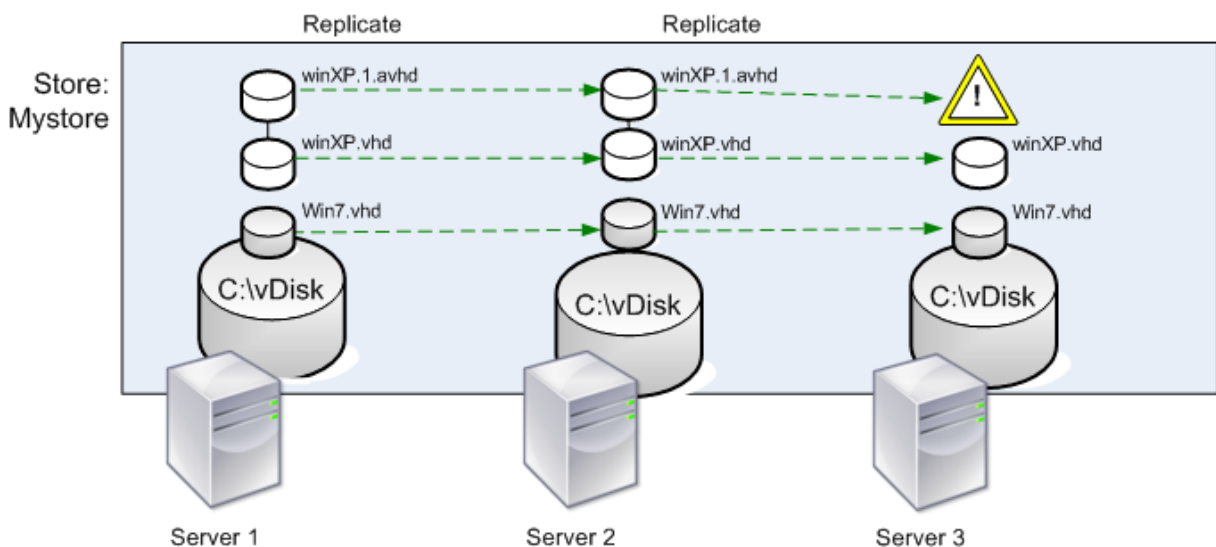 Replicate Replicate
Store:
Mystore
winXP.1.avhd winXP.1.avhd !
winXP.vhd winXP.vhd winXP.vhd
Win7.vhd Win7.vhd Win7.vhd
C:\vDisk C:\vDisk C:\vDisk
Server 1 Server 2 Server 3